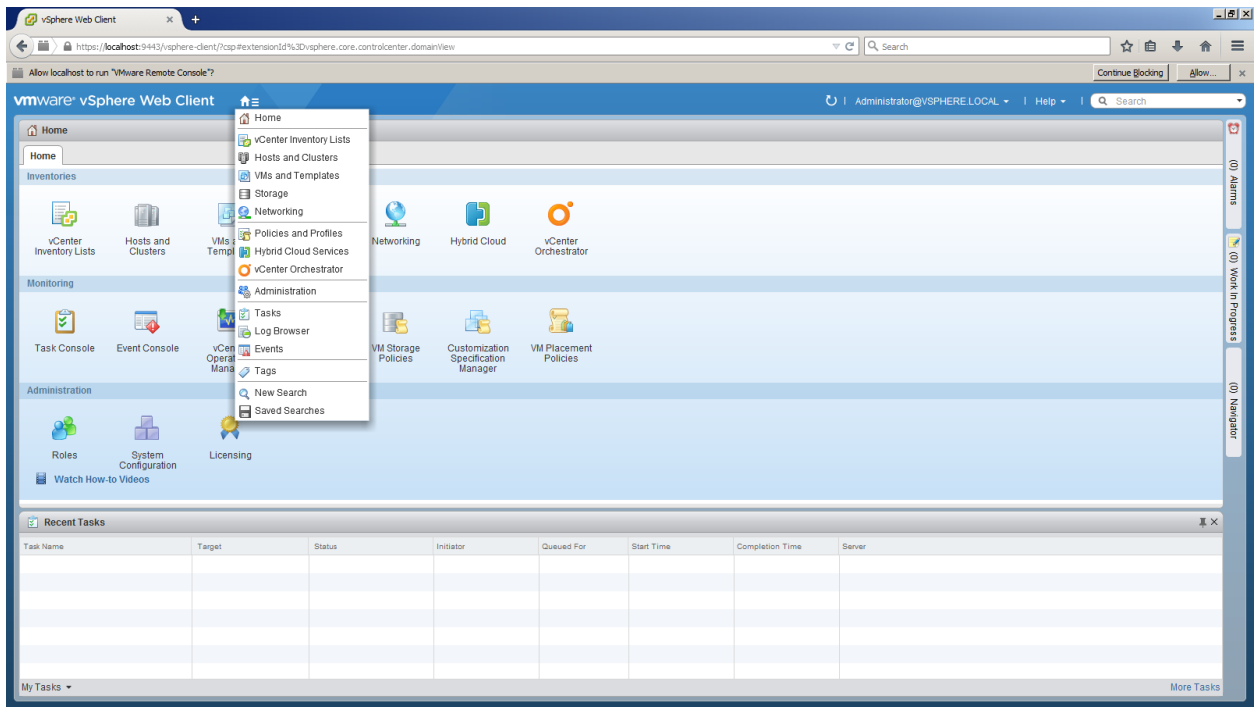 vSphere Web Client
https://localhost:9443/vsphere-client/?csp#extensionId%3Dvsphere.core.controlcenter.domainView
Search
Allow localhost to run "VMware Remote Console"?
Continue Blocking
Allow...
vmware® vSphere Web Client
Administrator@VSPHERE.LOCAL
Help
Search
Home
Home
Inventories
vCenter
Inventory Lists
Hosts and
Clusters
VMs
Templ
Networking
Hybrid Cloud
vCenter
Orchestrator
Home
vCenter Inventory Lists
Hosts and Clusters
VMs and Templates
Storage
Networking
Policies and Profiles
Hybrid Cloud Services
vCenter Orchestrator
Administration
Tasks
Log Browser
Events
Tags
New Search
Saved Searches
Monitoring
Task Console
Event Console
vCen
Operat
Mana
VM Storage
Policies
Customization
Specification
Manager
VM Placement
Policies
Administration
Roles
System
Configuration
Licensing
Watch How-to Videos
(0) Alarms
(0) Work In Progress
(0) Navigator
Recent Tasks
Task Name Target Status Initiator Queued For Start Time Completion Time Server
My Tasks
More Tasks